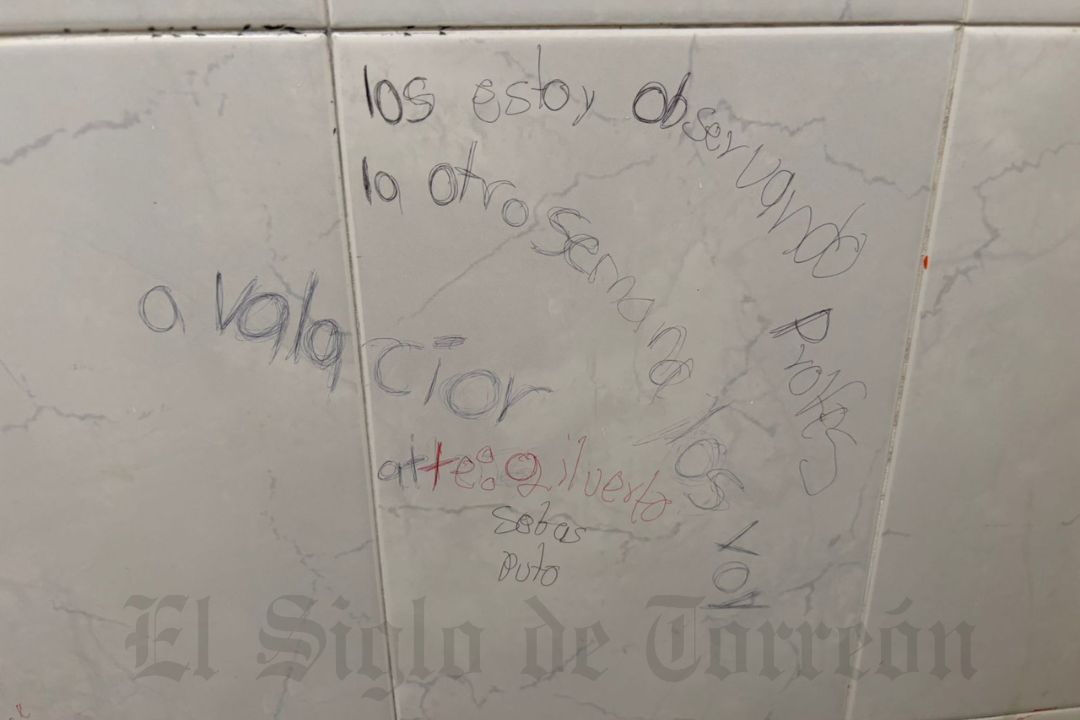 los estoy observando profes
la otra semana los voy
a valaciar
atte: gilverto
sebas
puto
El Siglo de Torreón